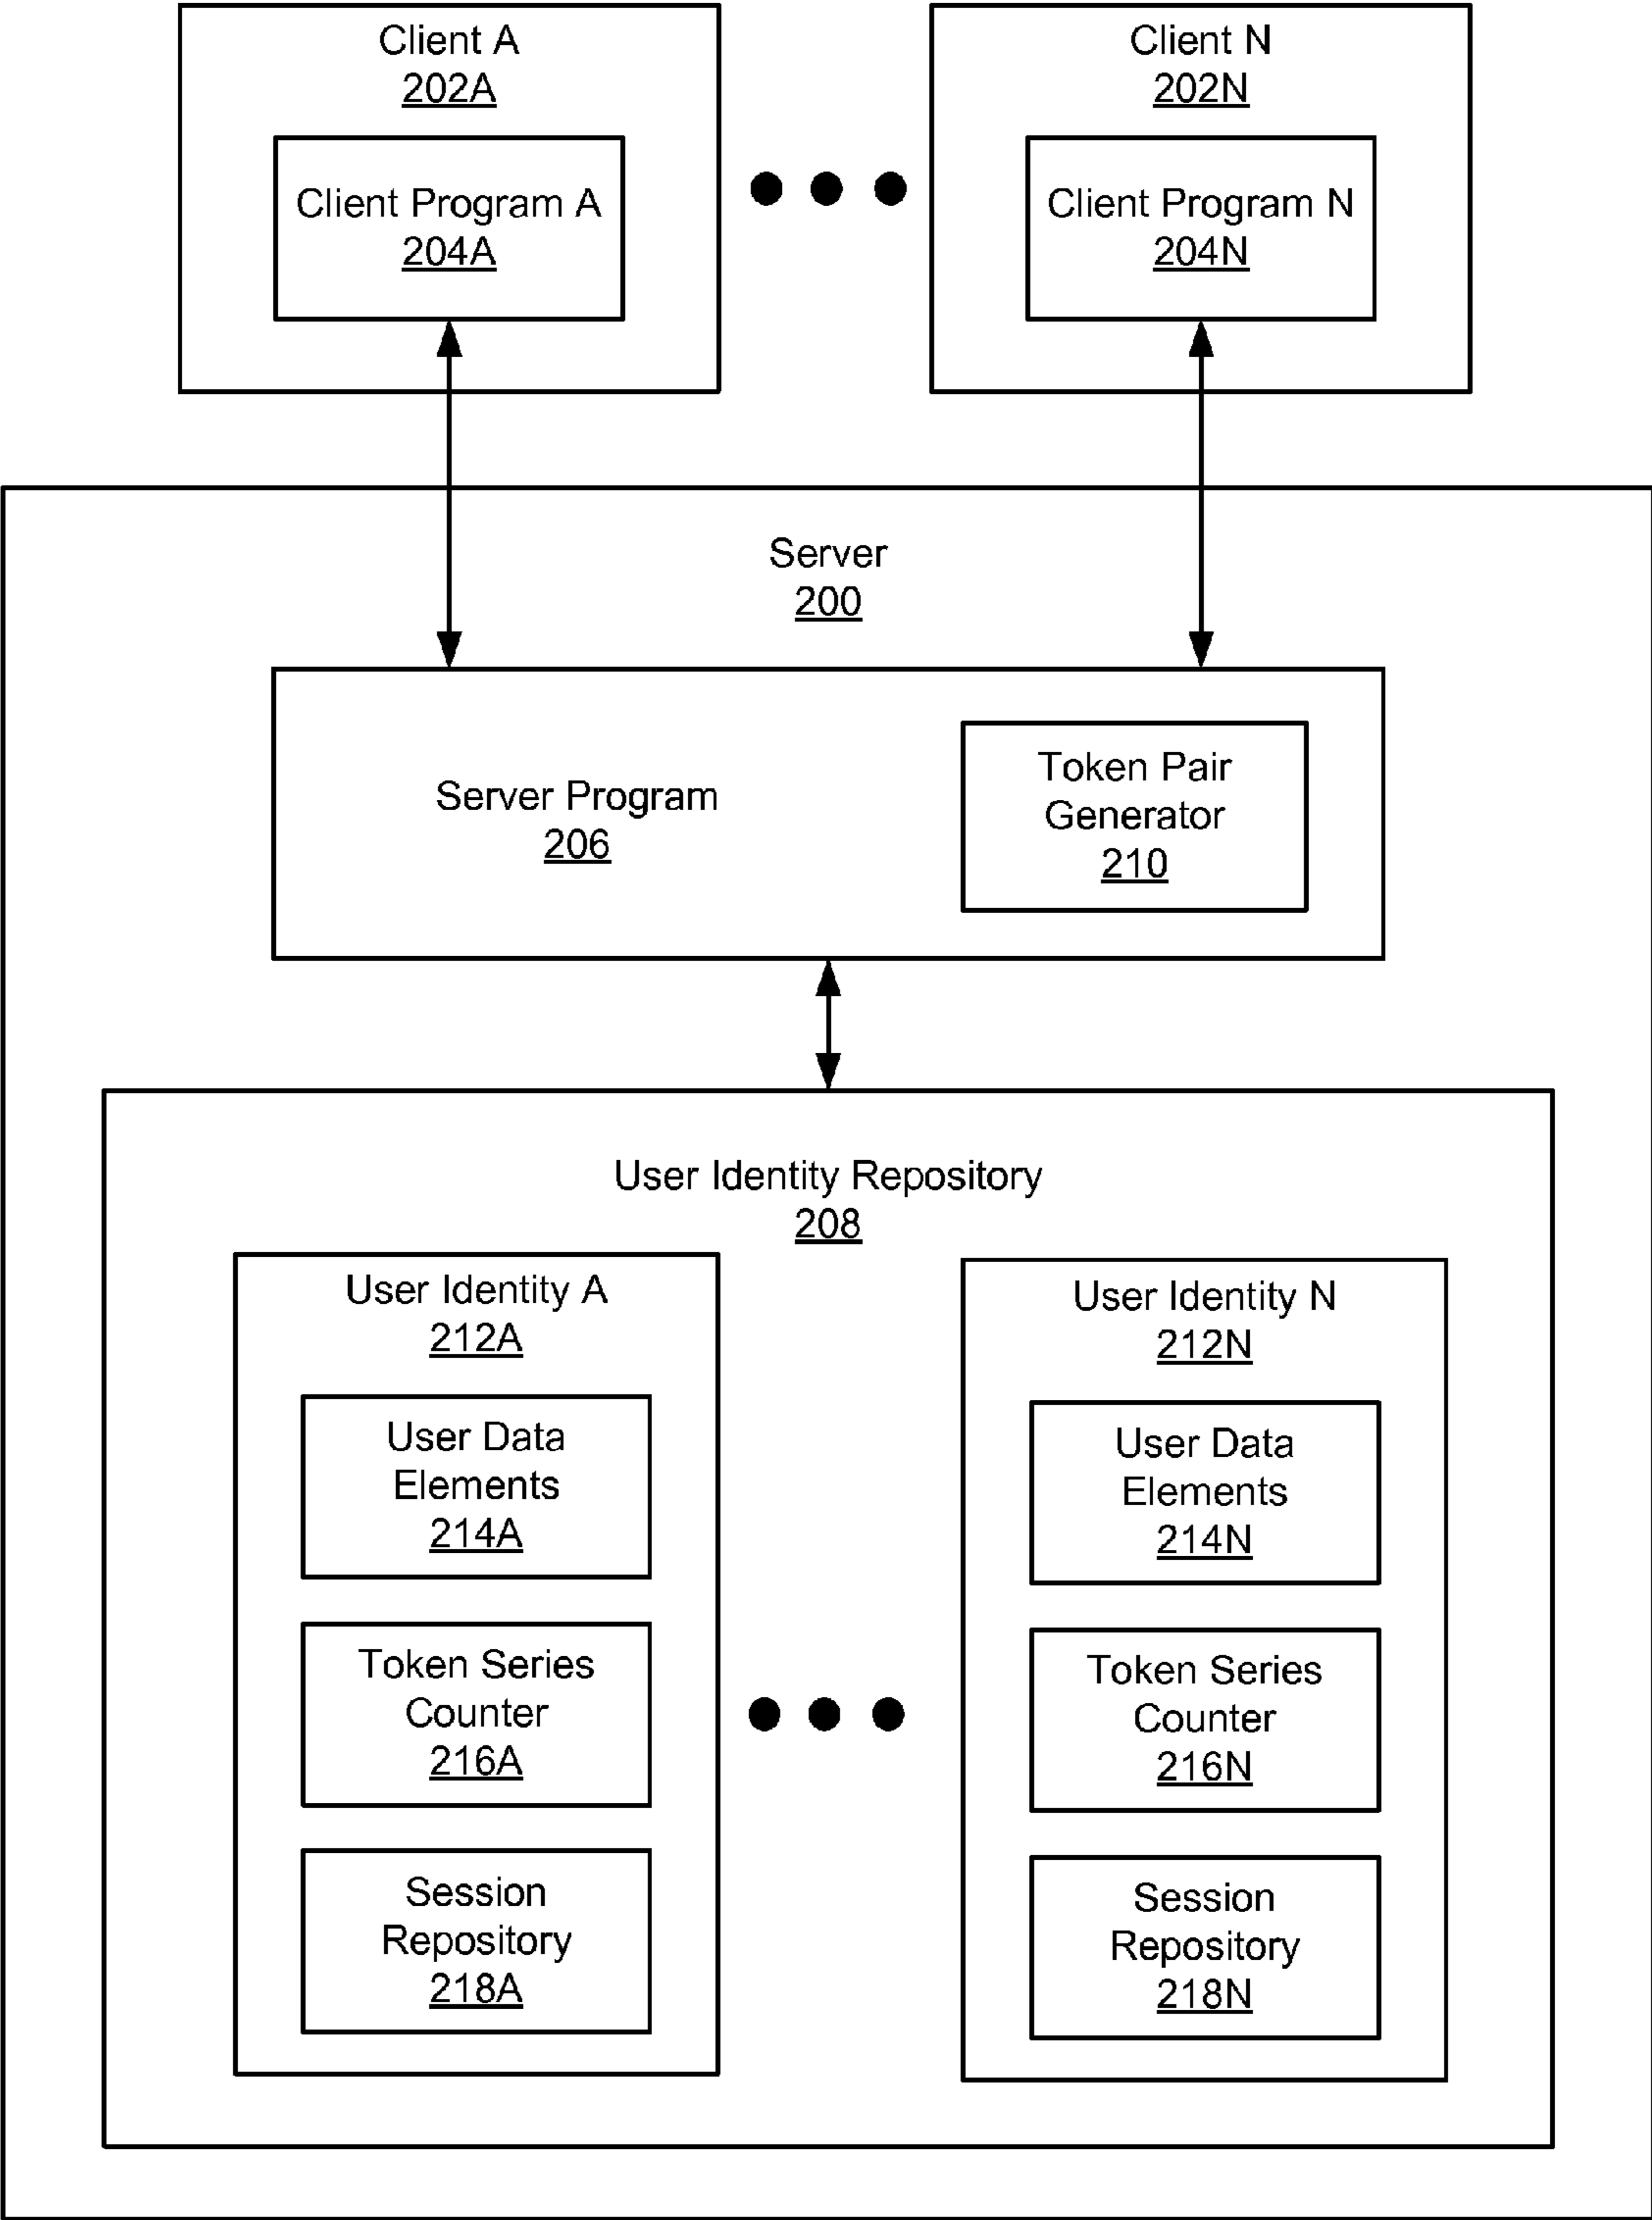 Client A
202A
Client Program A
204A
Client N
202N
Client Program N
204N
Server
200
Server Program
206
Token Pair
Generator
210
User Identity Repository
208
User Identity A
212A
User Data
Elements
214A
Token Series
Counter
216A
Session
Repository
218A
User Identity N
212N
User Data
Elements
214N
Token Series
Counter
216N
Session
Repository
218N